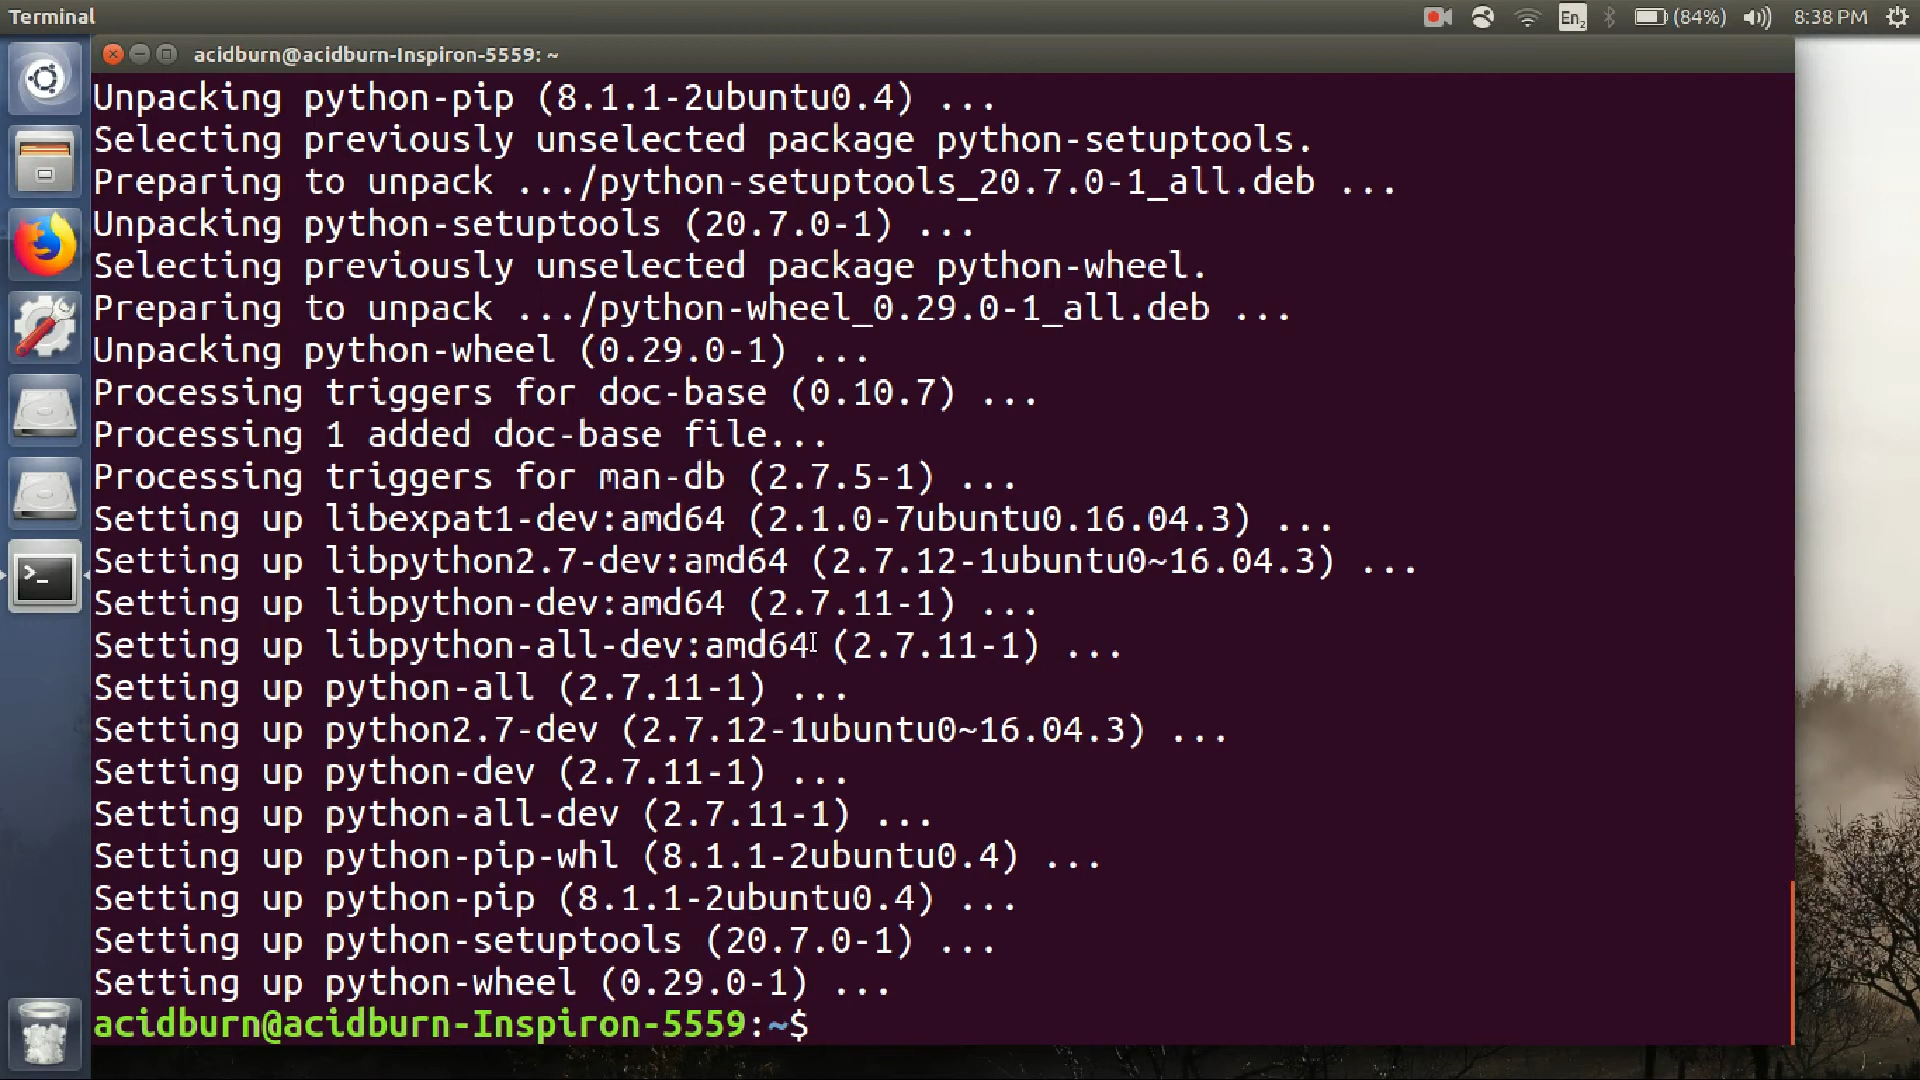 Terminal
En2
(84%)
8:38 PM
acidburn@acidburn-Inspiron-5559: ~
Unpacking python-pip (8.1.1-2ubuntu0.4) ...
Selecting previously unselected package python-setuptools.
Preparing to unpack .../python-setuptools_20.7.0-1_all.deb ...
Unpacking python-setuptools (20.7.0-1) ...
Selecting previously unselected package python-wheel.
Preparing to unpack .../python-wheel_0.29.0-1_all.deb ...
Unpacking python-wheel (0.29.0-1) ...
Processing triggers for doc-base (0.10.7) ...
Processing 1 added doc-base file...
Processing triggers for man-db (2.7.5-1) ...
Setting up libexpat1-dev:amd64 (2.1.0-7ubuntu0.16.04.3) ...
Setting up libpython2.7-dev:amd64 (2.7.12-1ubuntu0~16.04.3) ...
Setting up libpython-dev:amd64 (2.7.11-1) ...
Setting up libpython-all-dev:amd64 (2.7.11-1) ...
Setting up python-all (2.7.11-1) ...
Setting up python2.7-dev (2.7.12-1ubuntu0~16.04.3) ...
Setting up python-dev (2.7.11-1) ...
Setting up python-all-dev (2.7.11-1) ...
Setting up python-pip-whl (8.1.1-2ubuntu0.4) ...
Setting up python-pip (8.1.1-2ubuntu0.4) ...
Setting up python-setuptools (20.7.0-1) ...
Setting up python-wheel (0.29.0-1) ...
acidburn@acidburn-Inspiron-5559:~$